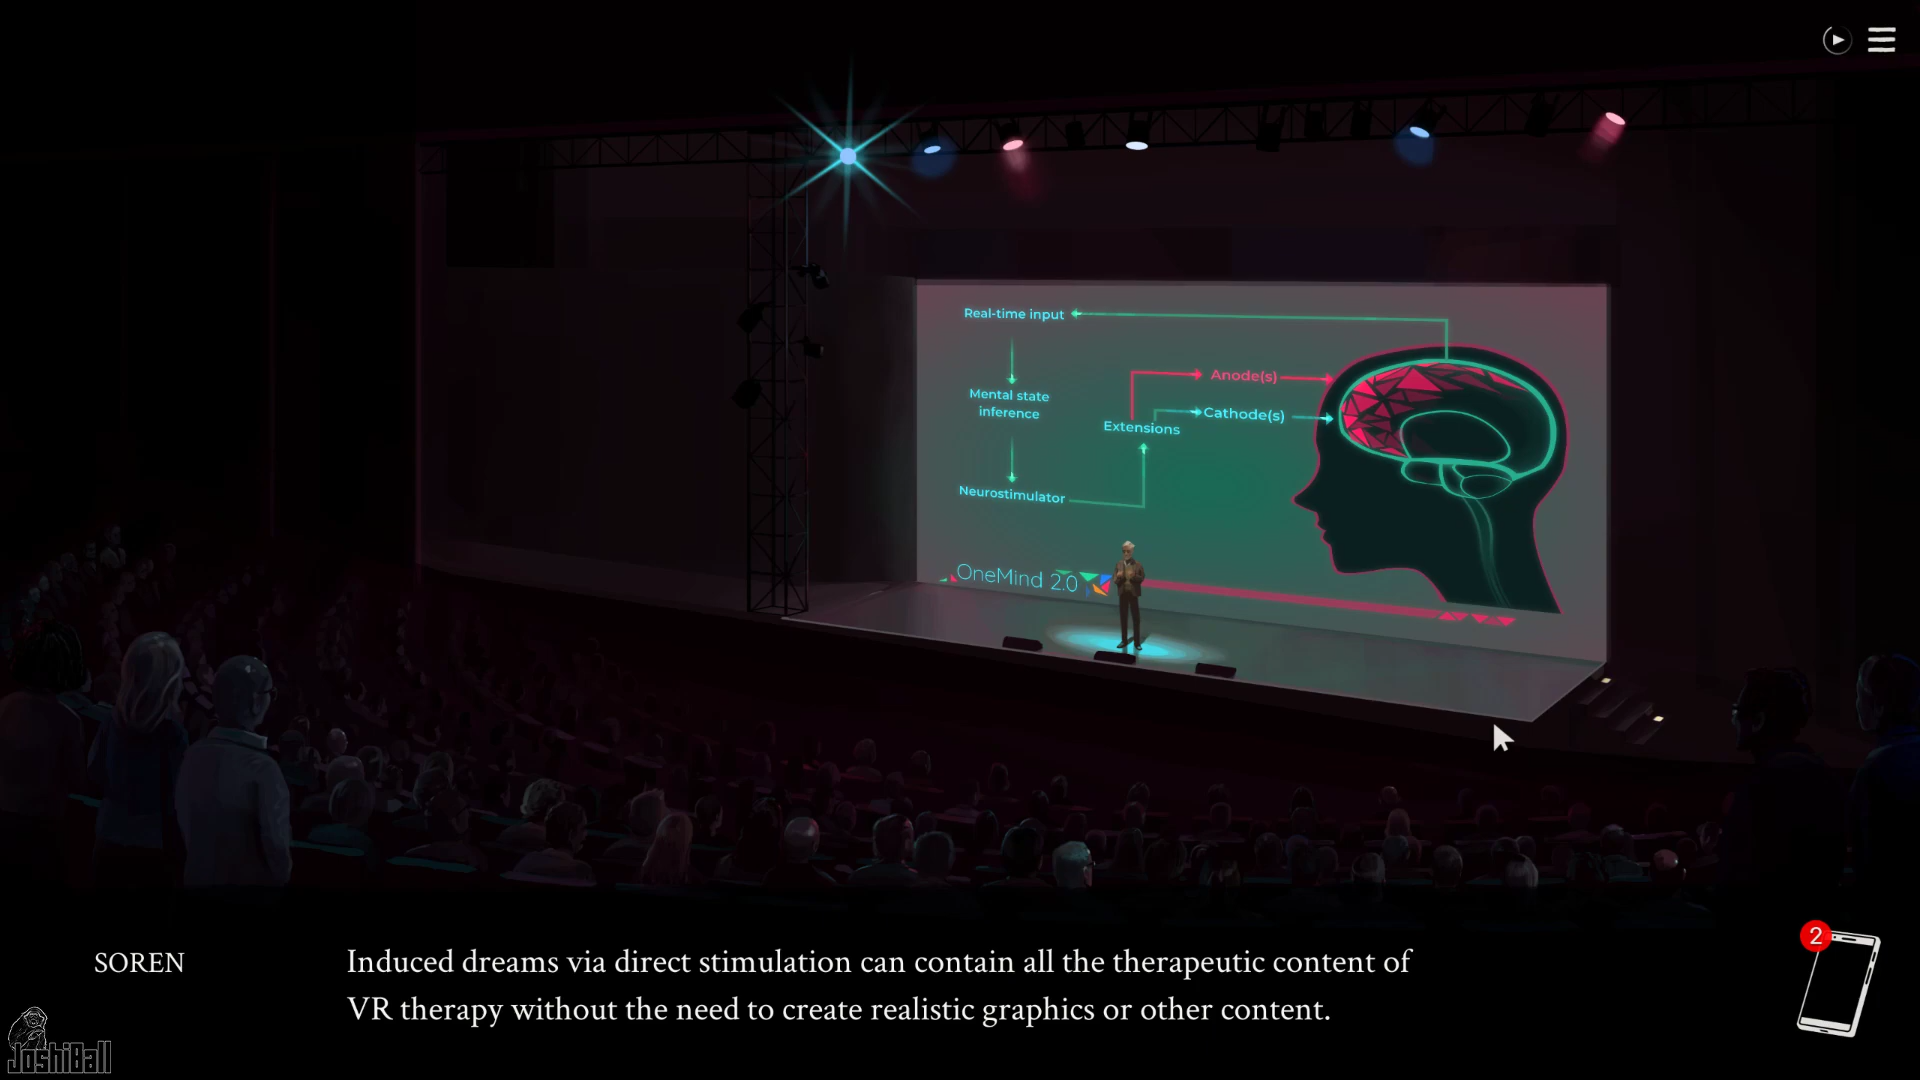 Real-time input
Anode(s)
Mental state
inference
Cathode(s)
Extensions
Neurostimulator
OneMind 2.0
2
SOREN
Induced dreams via direct stimulation can contain all the therapeutic content of
VR therapy without the need to create realistic graphics or other content.
JoshiBall